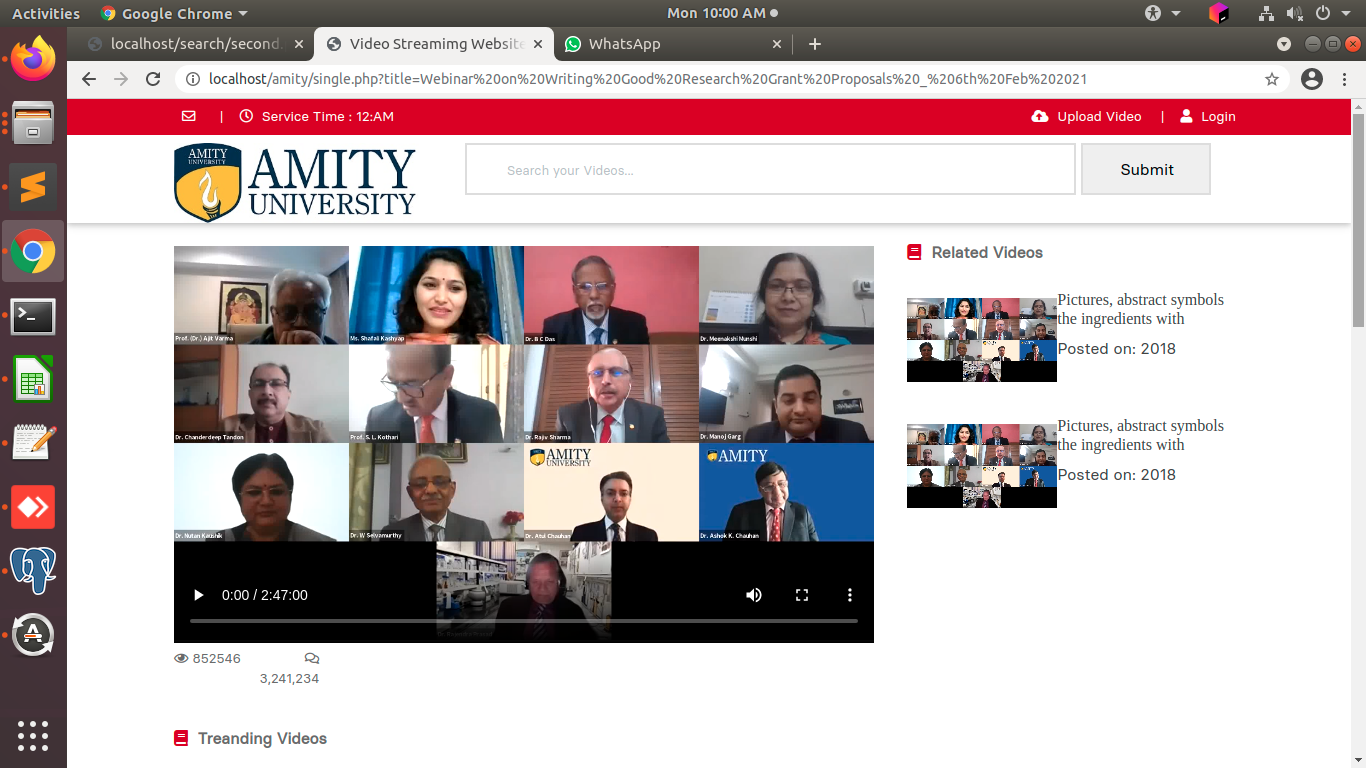 Activities
Google Chrome
Mon 10:00 AM
localhost/search/second.
Video Streamimg Website
WhatsApp
localhost/amity/single.php?title=Webinar%20on%20Writing%20Good%20Research%20Grant%20Proposals%20_%206th%20Feb%202021
| Service Time : 12:AM
Upload Video | Login
AMITY
UNIVERSITY
AMITY
UNIVERSITY
Search your Videos...
Submit
Related Videos
Prof. (Dr.) Ajit Varma
Ms. Shafali Kashyap
Dr. B C Das
Dr. Meenakshi Munshi
Pictures, abstract symbols
the ingredients with
Posted on: 2018
Dr. Chanderdeep Tandon
Prof. S. L. Kothari
Dr. Rajiv Sharma
Dr. Manoj Garg
Pictures, abstract symbols
the ingredients with
Posted on: 2018
AMITY
UNIVERSITY
AMITY
Dr. Nutan Kaushik
Dr. W Selvamurthy
Dr. Atul Chauhan
Dr. Ashok K. Chauhan
0:00 / 2:47:00
852546
3,241,234
Treanding Videos